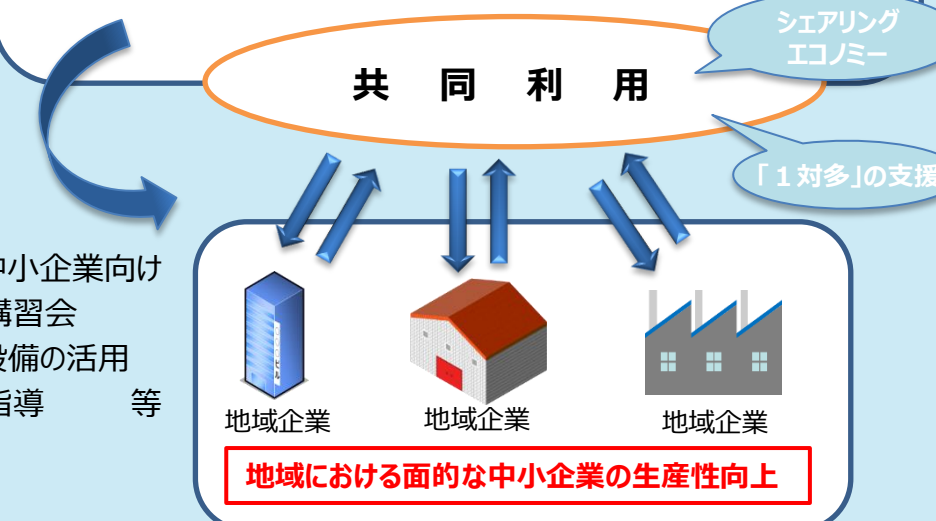 シェアリング
エコノミー
共 同 利 用
「１対多」の支援
中小企業向け
講習会
設備の活用
指導 等
地域企業
地域企業
地域企業
地域における面的な中小企業の生産性向上